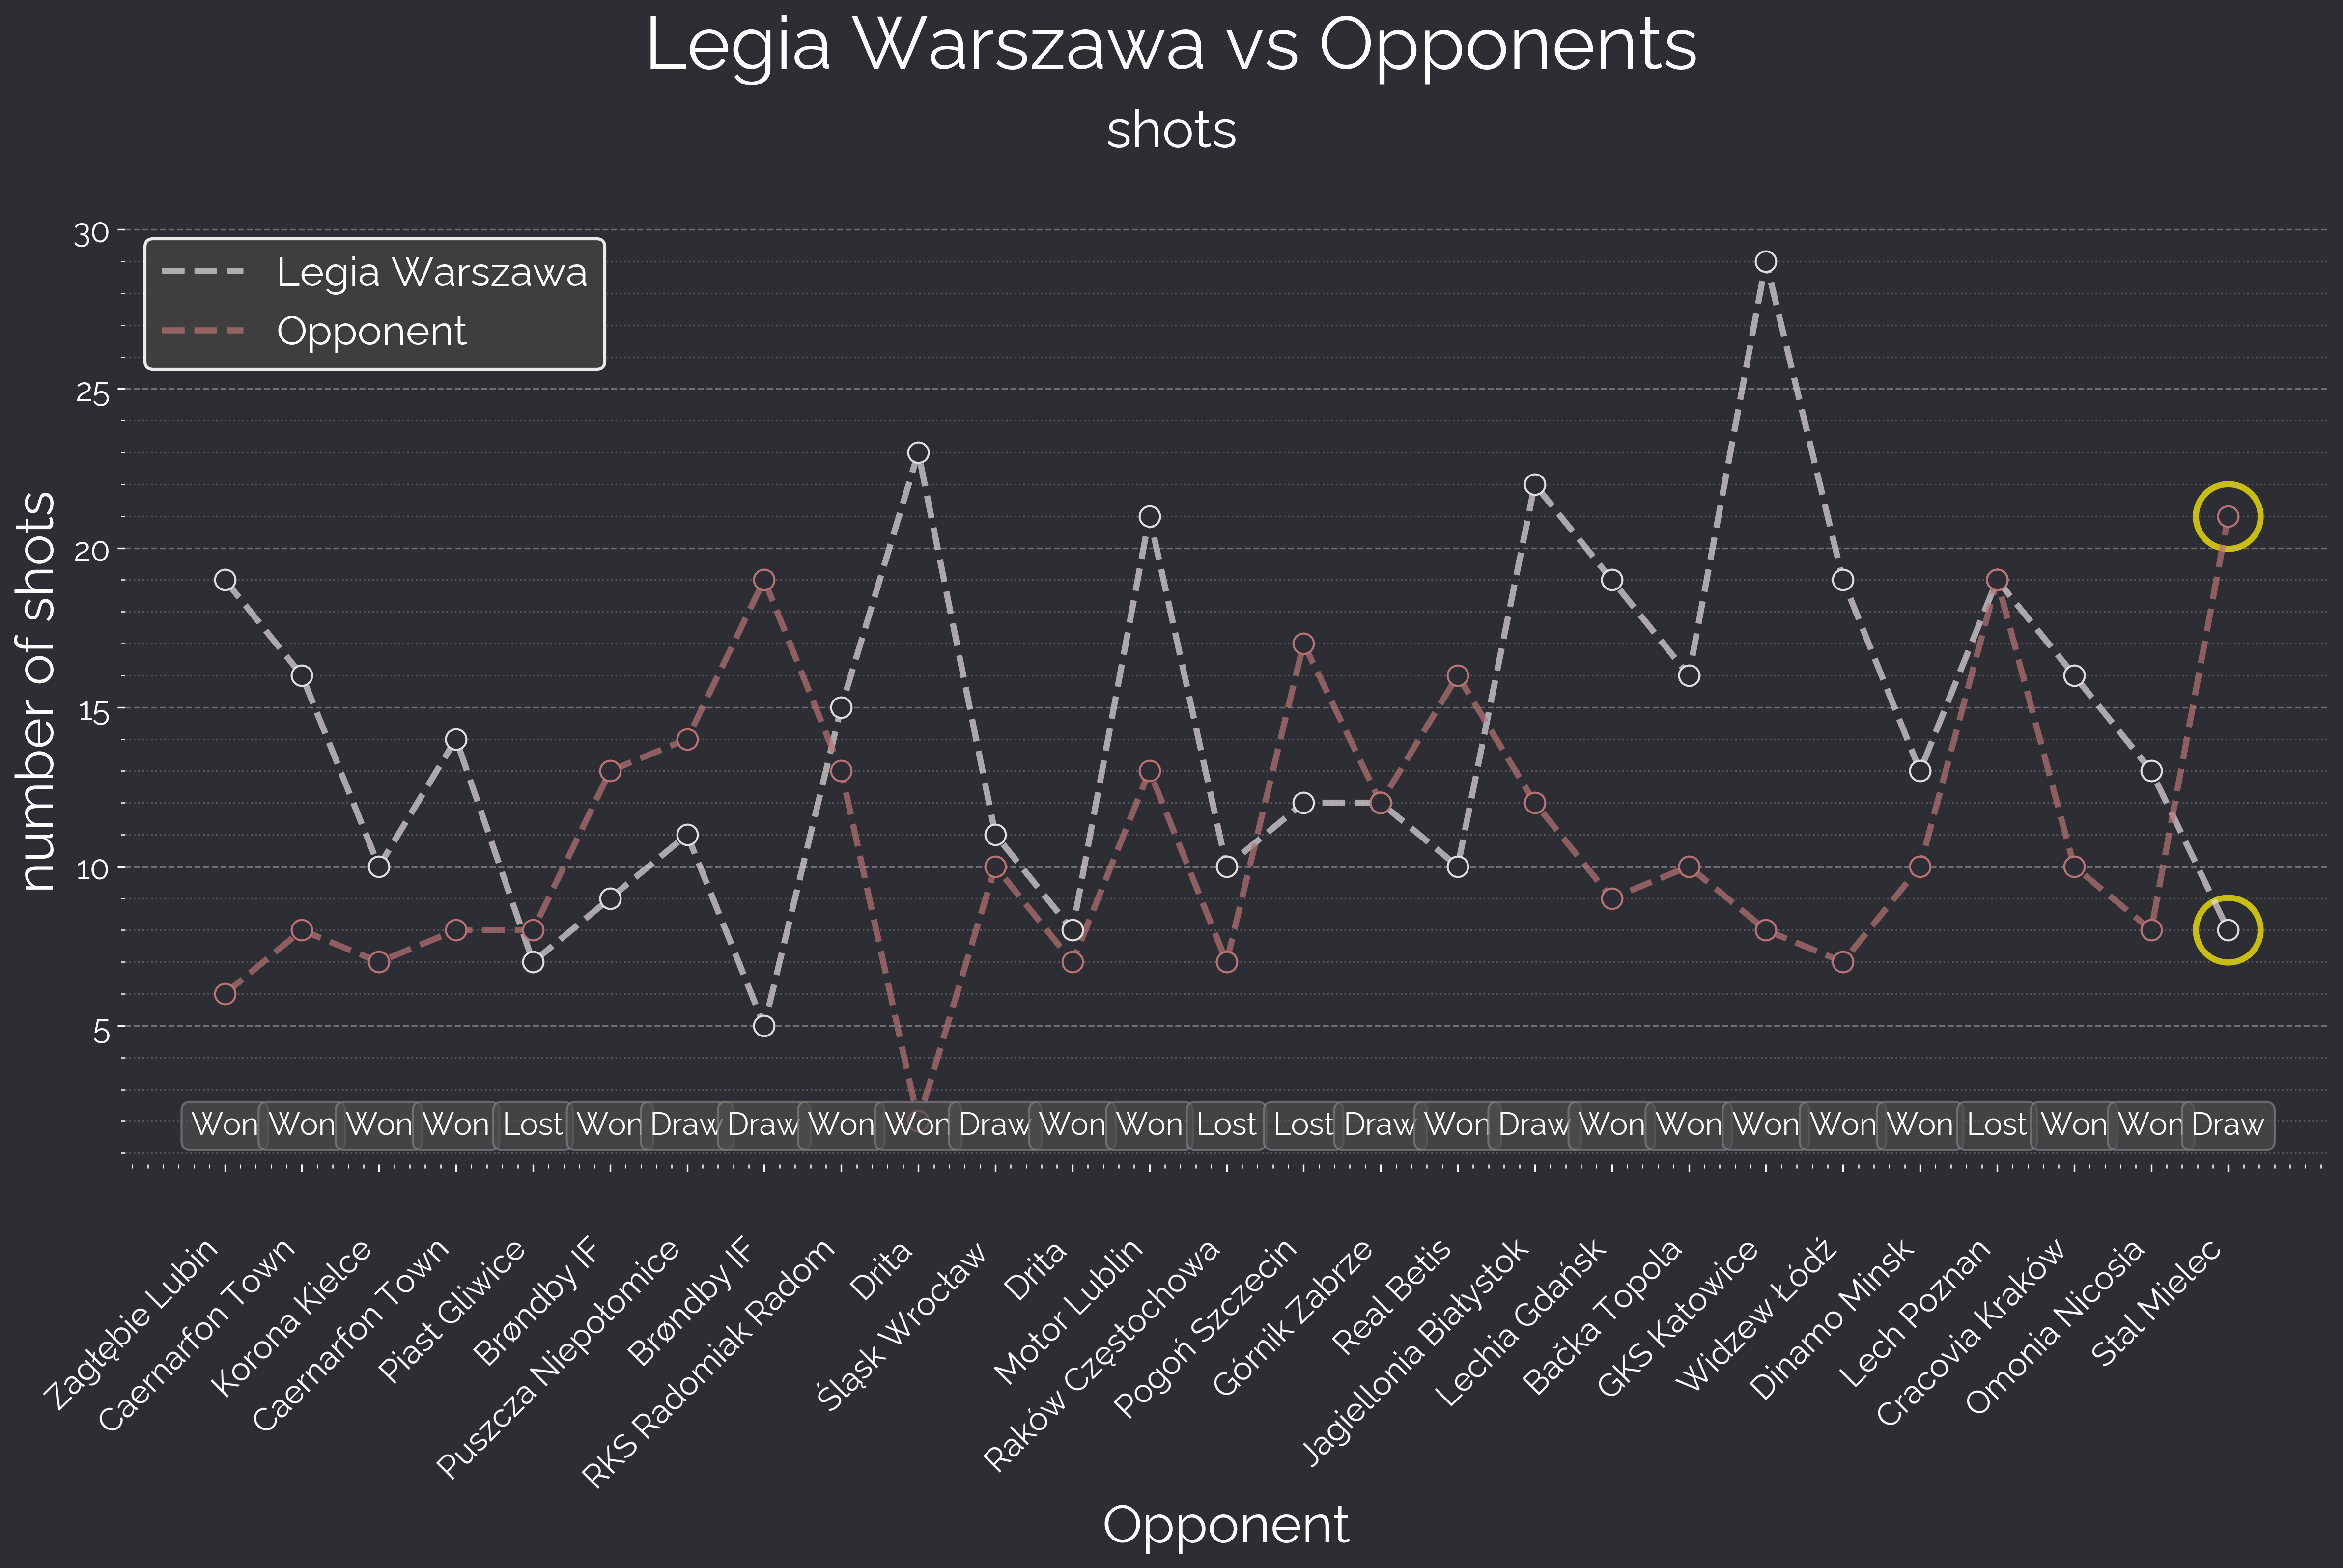 Legia Warszawa vs Opponents
shots
30
25
20
15
10
5
number of shots
Legia Warszawa
Opponent
Won Won Won Won Lost Won Draw Draw Won Won Draw Won Won Lost Lost Draw Won Draw Won Won Won Won Won Lost Won Won Draw
Zagłębie Lubin
Caernarfon Town
Korona Kielce
Caernarfon Town
Piast Gliwice
Brøndby IF
Puszcza Niepołomice
Brøndby IF
RKS Radomiak Radom
Drita
Śląsk Wrocław
Drita
Motor Lublin
Raków Częstochowa
Pogoń Szczecin
Górnik Zabrze
Real Betis
Jagielllonia Białystok
Lechia Gdańsk
Bačka Topola
GKS Katowice
Widzew Łódź
Dinamo Minsk
Lech Poznan
Cracovia Kraków
Omonia Nicosia
Stal Mielec
Opponent